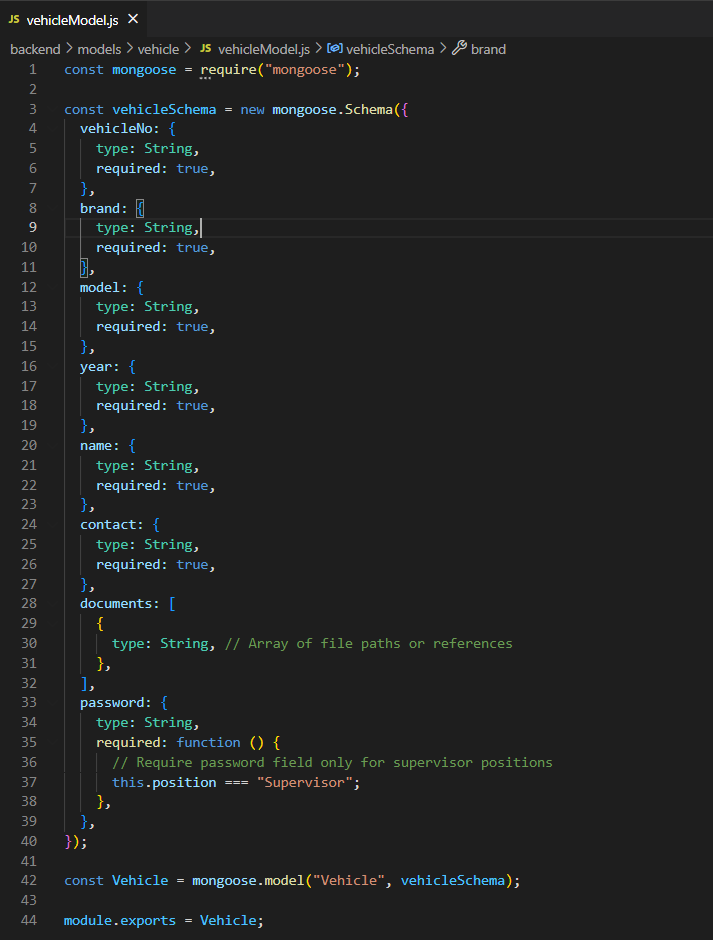 JS vehicleModel.js ×
backend > models > vehicle > JS vehicleModel.js > vehicleSchema > brand
1 const mongoose = require("mongoose");
2
3 const vehicleSchema = new mongoose.Schema({
4   vehicleNo: {
5     type: String,
6     required: true,
7   },
8   brand: {
9     type: String,
10     required: true,
11   },
12   model: {
13     type: String,
14     required: true,
15   },
16   year: {
17     type: String,
18     required: true,
19   },
20   name: {
21     type: String,
22     required: true,
23   },
24   contact: {
25     type: String,
26     required: true,
27   },
28   documents: [
29     {
30       type: String, // Array of file paths or references
31     },
32   ],
33   password: {
34     type: String,
35     required: function () {
36       // Require password field only for supervisor positions
37       this.position === "Supervisor";
38     },
39   },
40 });
41
42 const Vehicle = mongoose.model("Vehicle", vehicleSchema);
43
44 module.exports = Vehicle;